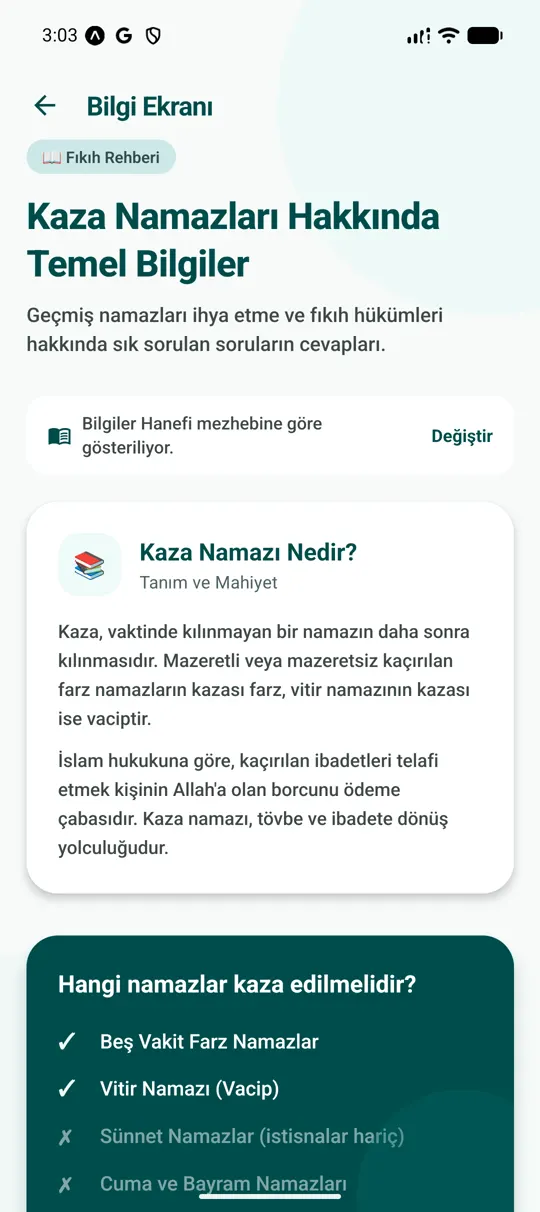 3:03
Bilgi Ekranı
📖 Fıkıh Rehberi
Kaza Namazları Hakkında
Temel Bilgiler
Geçmiş namazları ihya etme ve fıkıh hükümleri
hakkında sık sorulan soruların cevapları.
Bilgiler Hanefi mezhebine göre
gösteriliyor.
Değiştir
Kaza Namazı Nedir?
Tanım ve Mahiyet
Kaza, vaktinde kılınmayan bir namazın daha sonra
kılınmasıdır. Mazeretli veya mazeretsiz kaçırılan
farz namazların kazası farz, vitir namazının kazası
ise vaciptir.
İslam hukukuna göre, kaçırılan ibadetleri telafi
etmek kişinin Allah'a olan borcunu ödeme
çabasıdır. Kaza namazı, tövbe ve ibadete dönüş
yolculuğudur.
Hangi namazlar kaza edilmelidir?
✓ Beş Vakit Farz Namazlar
✓ Vitir Namazı (Vacip)
✗ Sünnet Namazlar (istisnalar hariç)
✗ Cuma ve Bayram Namazları